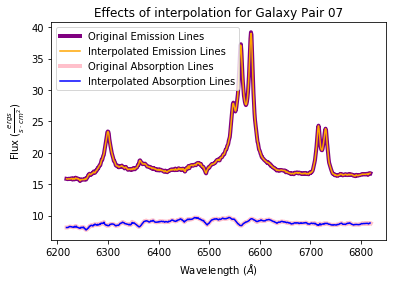 Effects of interpolation for Galaxy Pair 07
Original Emission Lines
Interpolated Emission Lines
Original Absorption Lines
Interpolated Absorption Lines
Flux (ergs/s·cm²)
40
35
30
25
20
15
10
6200 6300 6400 6500 6600 6700 6800
Wavelength (Å)